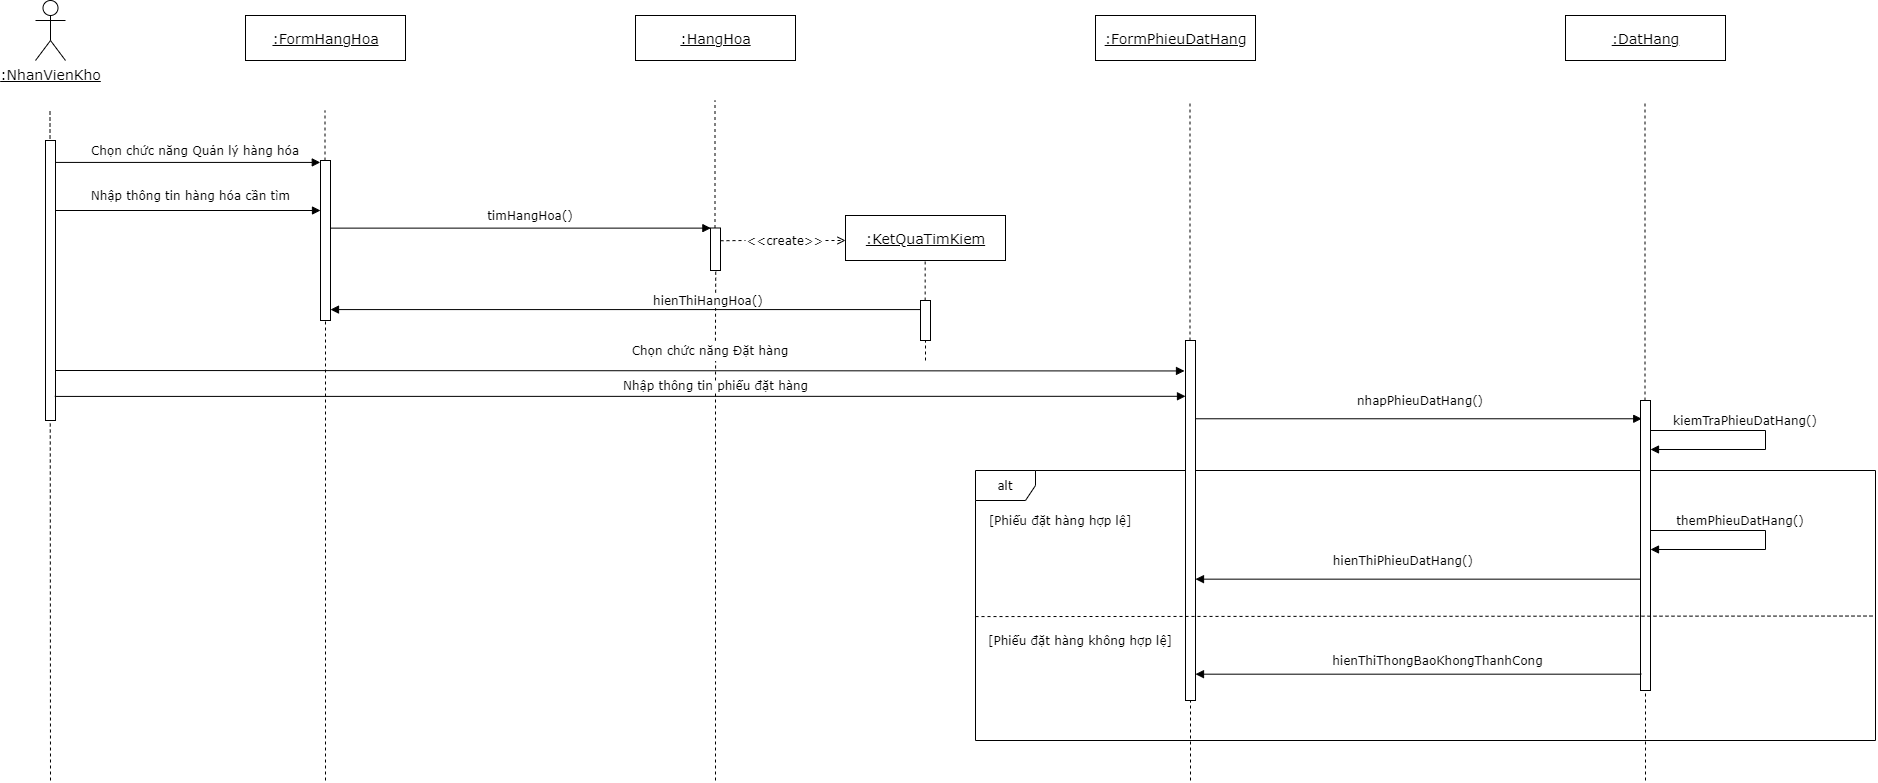 :NhanVienKho
:FormHangHoa
:HangHoa
:FormPhieuDatHang
:DatHang
Chọn chức năng Quản lý hàng hóa
Nhập thông tin hàng hóa cần tìm
timHangHoa()
<<create>>
:KetQuaTimKiem
hienThiHangHoa()
Chọn chức năng Đặt hàng
Nhập thông tin phiếu đặt hàng
nhapPhieuDatHang()
kiemTraPhieuDatHang()
alt
[Phiếu đặt hàng hợp lệ]
themPhieuDatHang()
hienThiPhieuDatHang()
[Phiếu đặt hàng không hợp lệ]
hienThiThongBaoKhongThanhCong